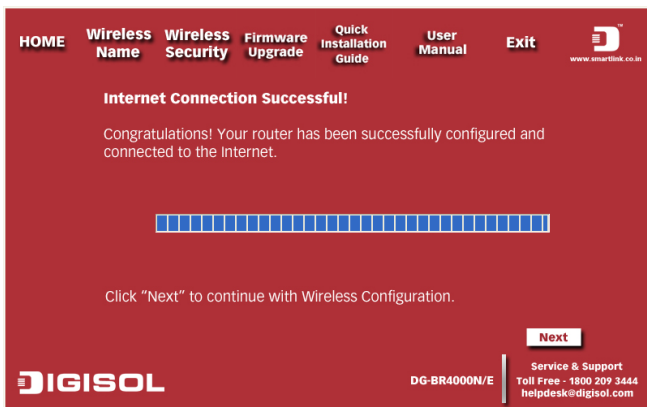 HOME
Wireless
Name
Wireless
Security
Firmware
Upgrade
Quick
Installation
Guide
User
Manual
Exit
TM
www.smartlink.co.in
Internet Connection Successful!
Congratulations! Your router has been successfully configured and
connected to the Internet.
Click “Next” to continue with Wireless Configuration.
Next
DIGISOL
DG-BR4000N/E
Service & Support
Toll Free - 1800 209 3444
helpdesk@digisol.com